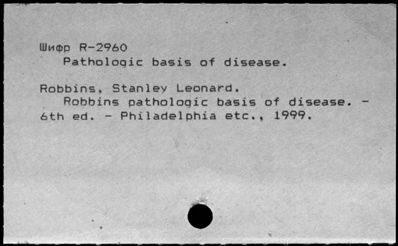 Шифр R-2960
Pathologic basis of disease.
Robbins, Stanley Leonard.
Robbins pathologic basis of disease. -
6th ed. - Philadelphia etc., 1999.